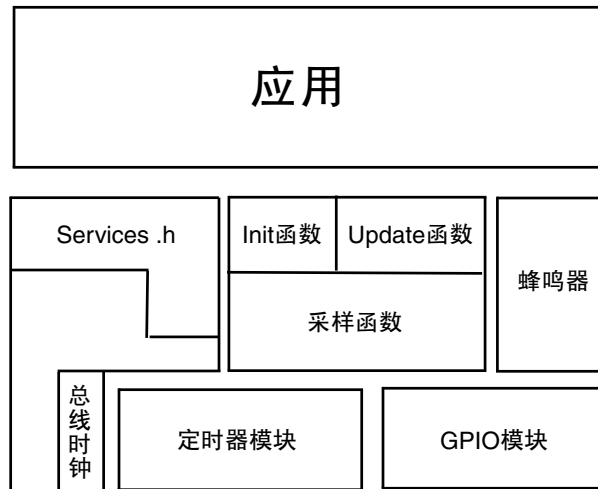 应用
Services .h
Init函数
Update函数
采样函数
蜂鸣器
总线时钟
定时器模块
GPIO模块